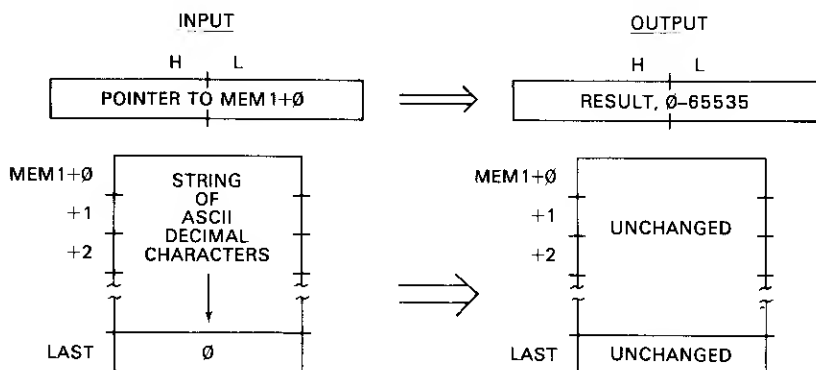 INPUT
H L
POINTER TO MEM1+Ø
MEM1+Ø
+1
+2
STRING
OF
ASCII
DECIMAL
CHARACTERS
LAST
Ø
OUTPUT
H L
RESULT, Ø–65535
MEM1+Ø
+1
+2
UNCHANGED
LAST
UNCHANGED